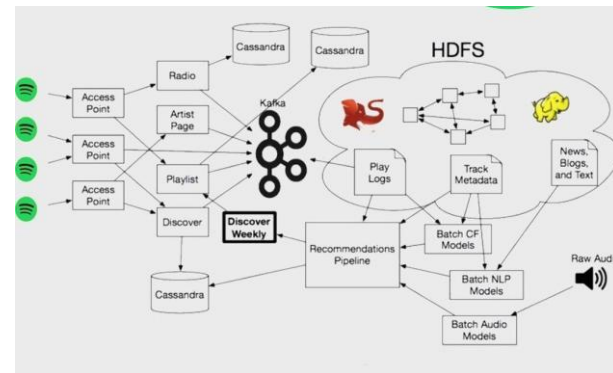 Cassandra
Cassandra
HDFS
Radio
Kafka
Access
Point
Artist
Page
Access
Point
Playlist
Play
Logs
Track
Metadata
News,
Blogs,
and Text
Access
Point
Discover
Discover
Weekly
Recommendations
Pipeline
Batch CF
Models
Raw Aud
Batch NLP
Models
Cassandra
Batch Audio
Models